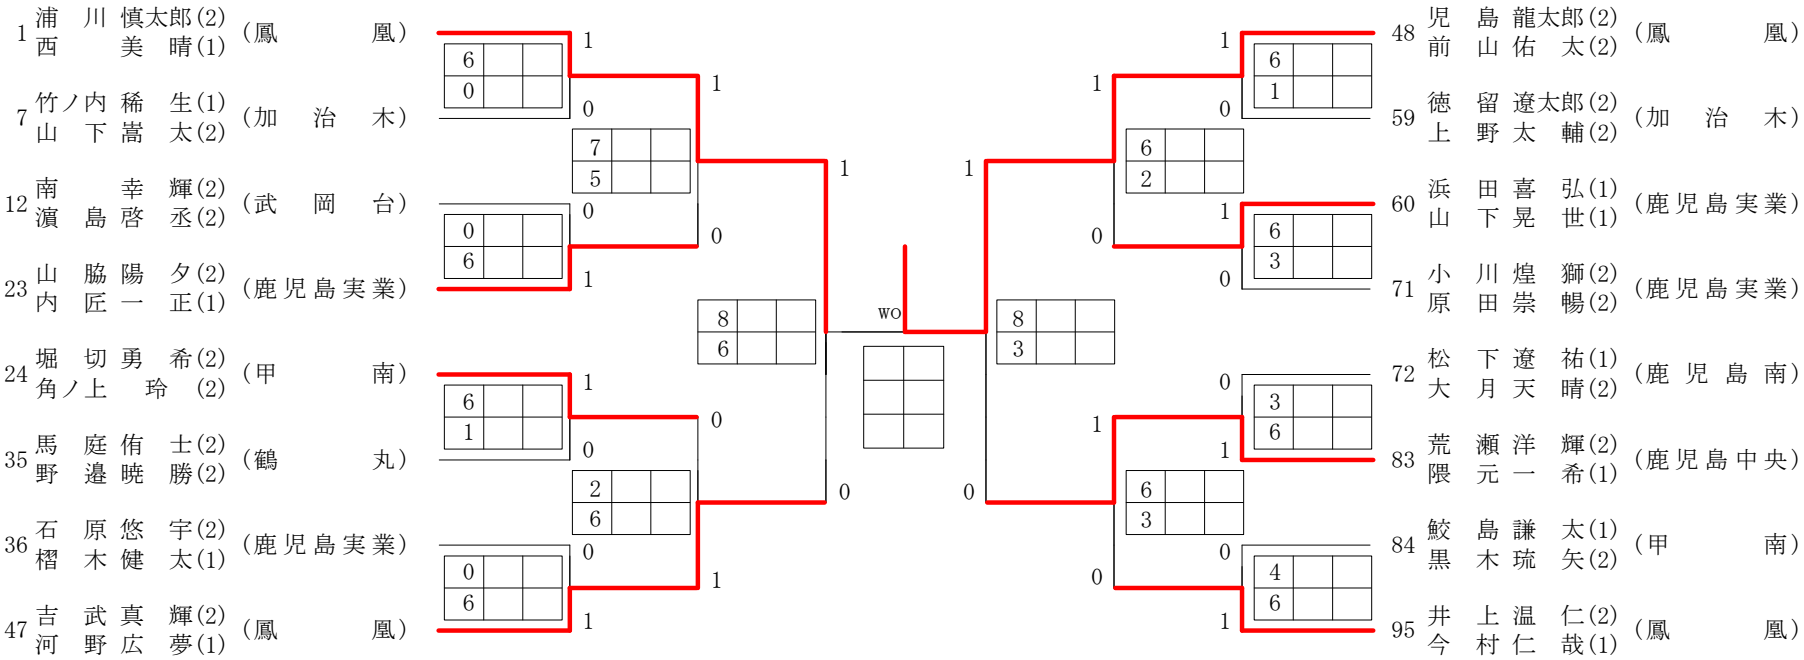 1 浦川慎太郎(2) (鳳凰)
西美晴(1)
7 竹ノ内稀生(1) (加治木)
山下嵩太(2)
12 南幸輝(2) (武岡台)
濵島啓丞(2)
23 山脇陽夕(2) (鹿児島実業)
内匠一正(1)
24 堀切勇希(2) (甲南)
角ノ上玲(2)
35 馬庭侑士(2) (鶴丸)
野邉暁勝(2)
36 石原悠宇(2) (鹿児島実業)
槢木健太(1)
47 吉武真輝(2) (鳳凰)
河野広夢(1)
1
6
0
0
0
0
6
1
1
6
1
0
0
0
6
1
1
7
5
0
0
2
6
1
1
8
6
0
wo
1
8
3
0
1
6
2
0
1
6
3
0
1
6
1
0
1
6
3
0
0
3
6
1
0
4
6
1
48 児島龍太郎(2) (鳳凰)
前山佑太(2)
59 徳留遼太郎(2) (加治木)
上野太輔(2)
60 浜田喜弘(1) (鹿児島実業)
山下晃世(1)
71 小川煌獅(2) (鹿児島実業)
原田崇暢(2)
72 松下遼祐(1) (鹿児島南)
大月天晴(2)
83 荒瀬洋輝(2) (鹿児島中央)
隈元一希(1)
84 鮫島謙太(1) (甲南)
黒木琉矢(2)
95 井上温仁(2) (鳳凰)
今村仁哉(1)